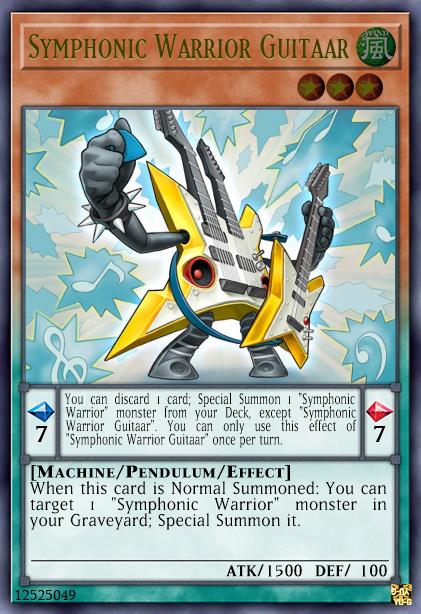 SYMPHONIC WARRIOR GUITAAR
WIND
風
You can discard 1 card; Special Summon 1 "Symphonic
Warrior" monster from your Deck, except "Symphonic
Warrior Guitaar". You can only use this effect of
"Symphonic Warrior Guitaar" once per turn.
7
7
[MACHINE/PENDULUM/EFFECT]
When this card is Normal Summoned: You can
target 1 "Symphonic Warrior" monster in
your Graveyard; Special Summon it.
ATK/1500 DEF/ 100
12525049